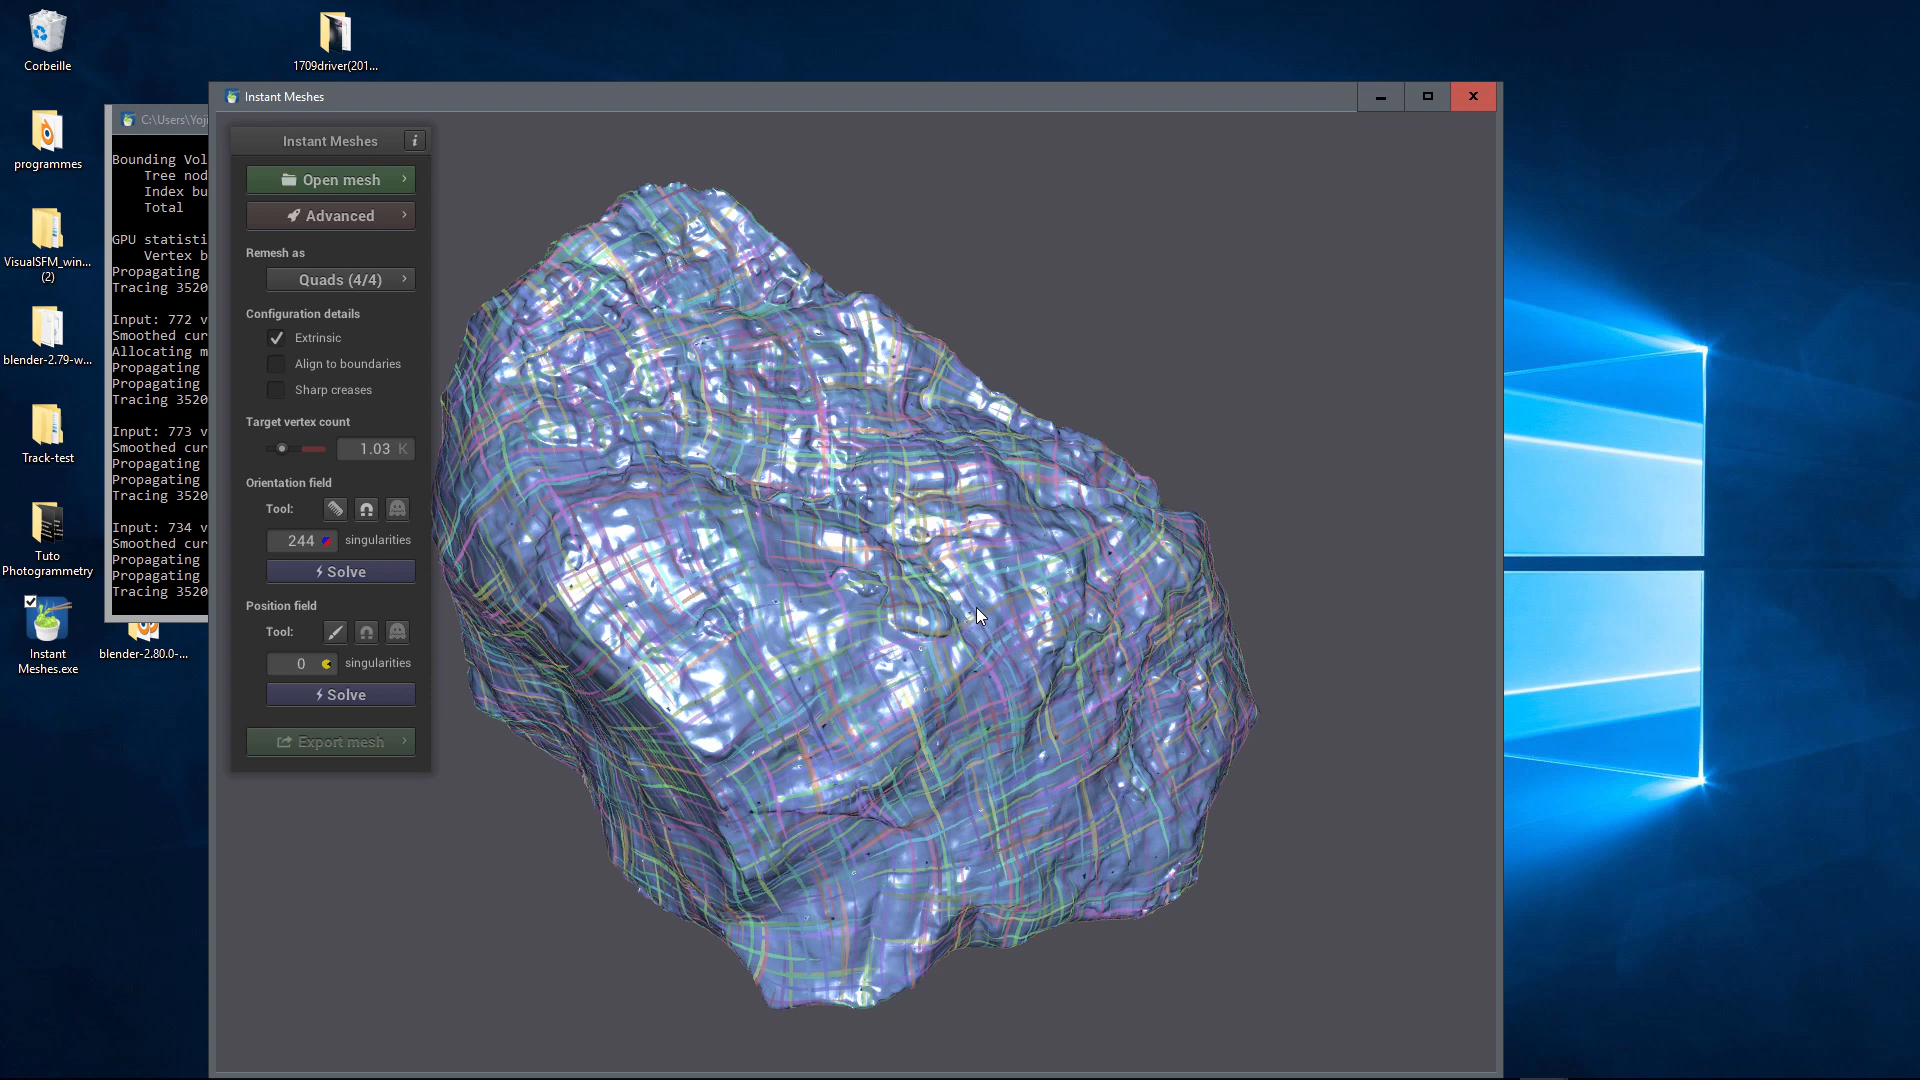 Corbeille
1709driver(201...
programmes
VisualSFM_win...
(2)
blender-2.79-w...
Track-test
Tuto
Photogrammetry
Instant
Meshes.exe
blender-2.80.0-...
C:\Users\Yoji
Bounding Vol
Tree nod
Index bu
Total
GPU statisti
Vertex b
Propagating
Tracing 3520
Input: 772 v
Smoothed cur
Allocating m
Propagating
Propagating
Tracing 3520
Input: 773 v
Smoothed cur
Propagating
Propagating
Tracing 3520
Input: 734 v
Smoothed cur
Propagating
Propagating
Tracing 3520
Instant Meshes
Instant Meshes
i
Open mesh
Advanced
Remesh as
Quads (4/4)
Configuration details
Extrinsic
Align to boundaries
Sharp creases
Target vertex count
1.03 K
Orientation field
Tool:
244 singularities
Solve
Position field
Tool:
0 singularities
Solve
Export mesh